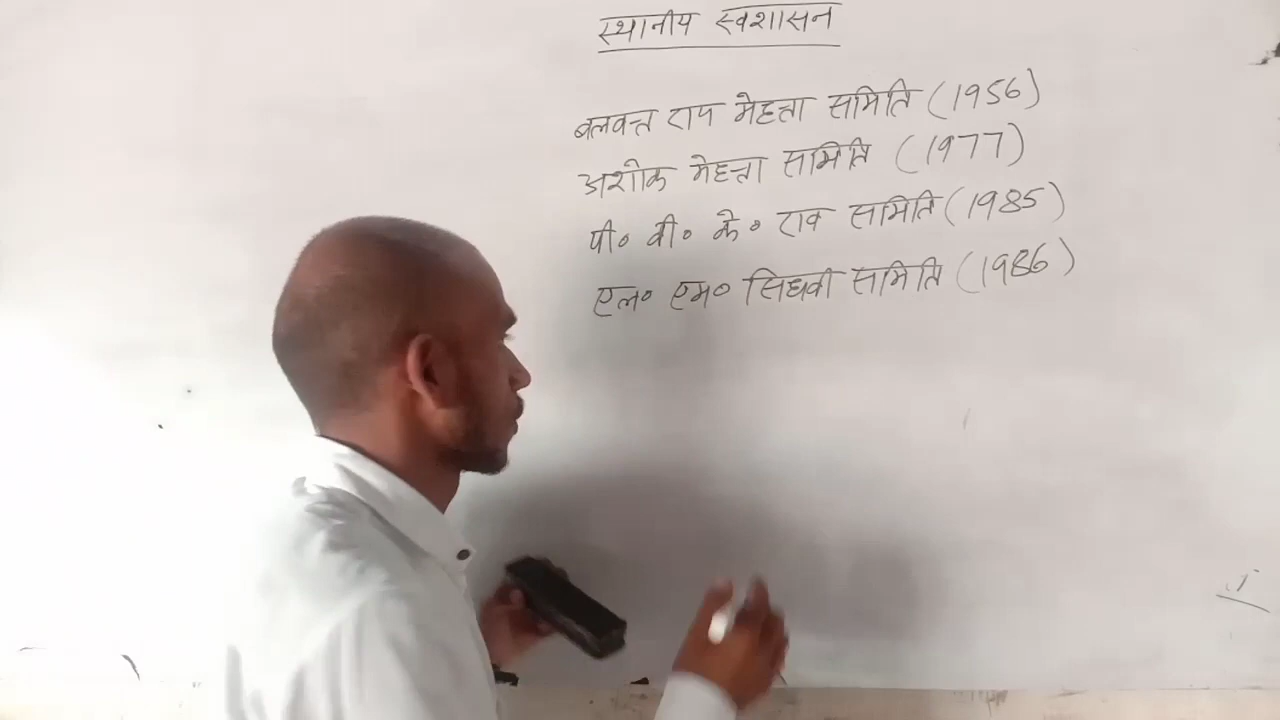 स्थानीय स्वशासन
बलवन्त राय मेहता समिति (1956)
अशोक मेहता समिति (1977)
पी० वी० के० राव समिति (1985)
एल० एम० सिघवी समिति (1986)